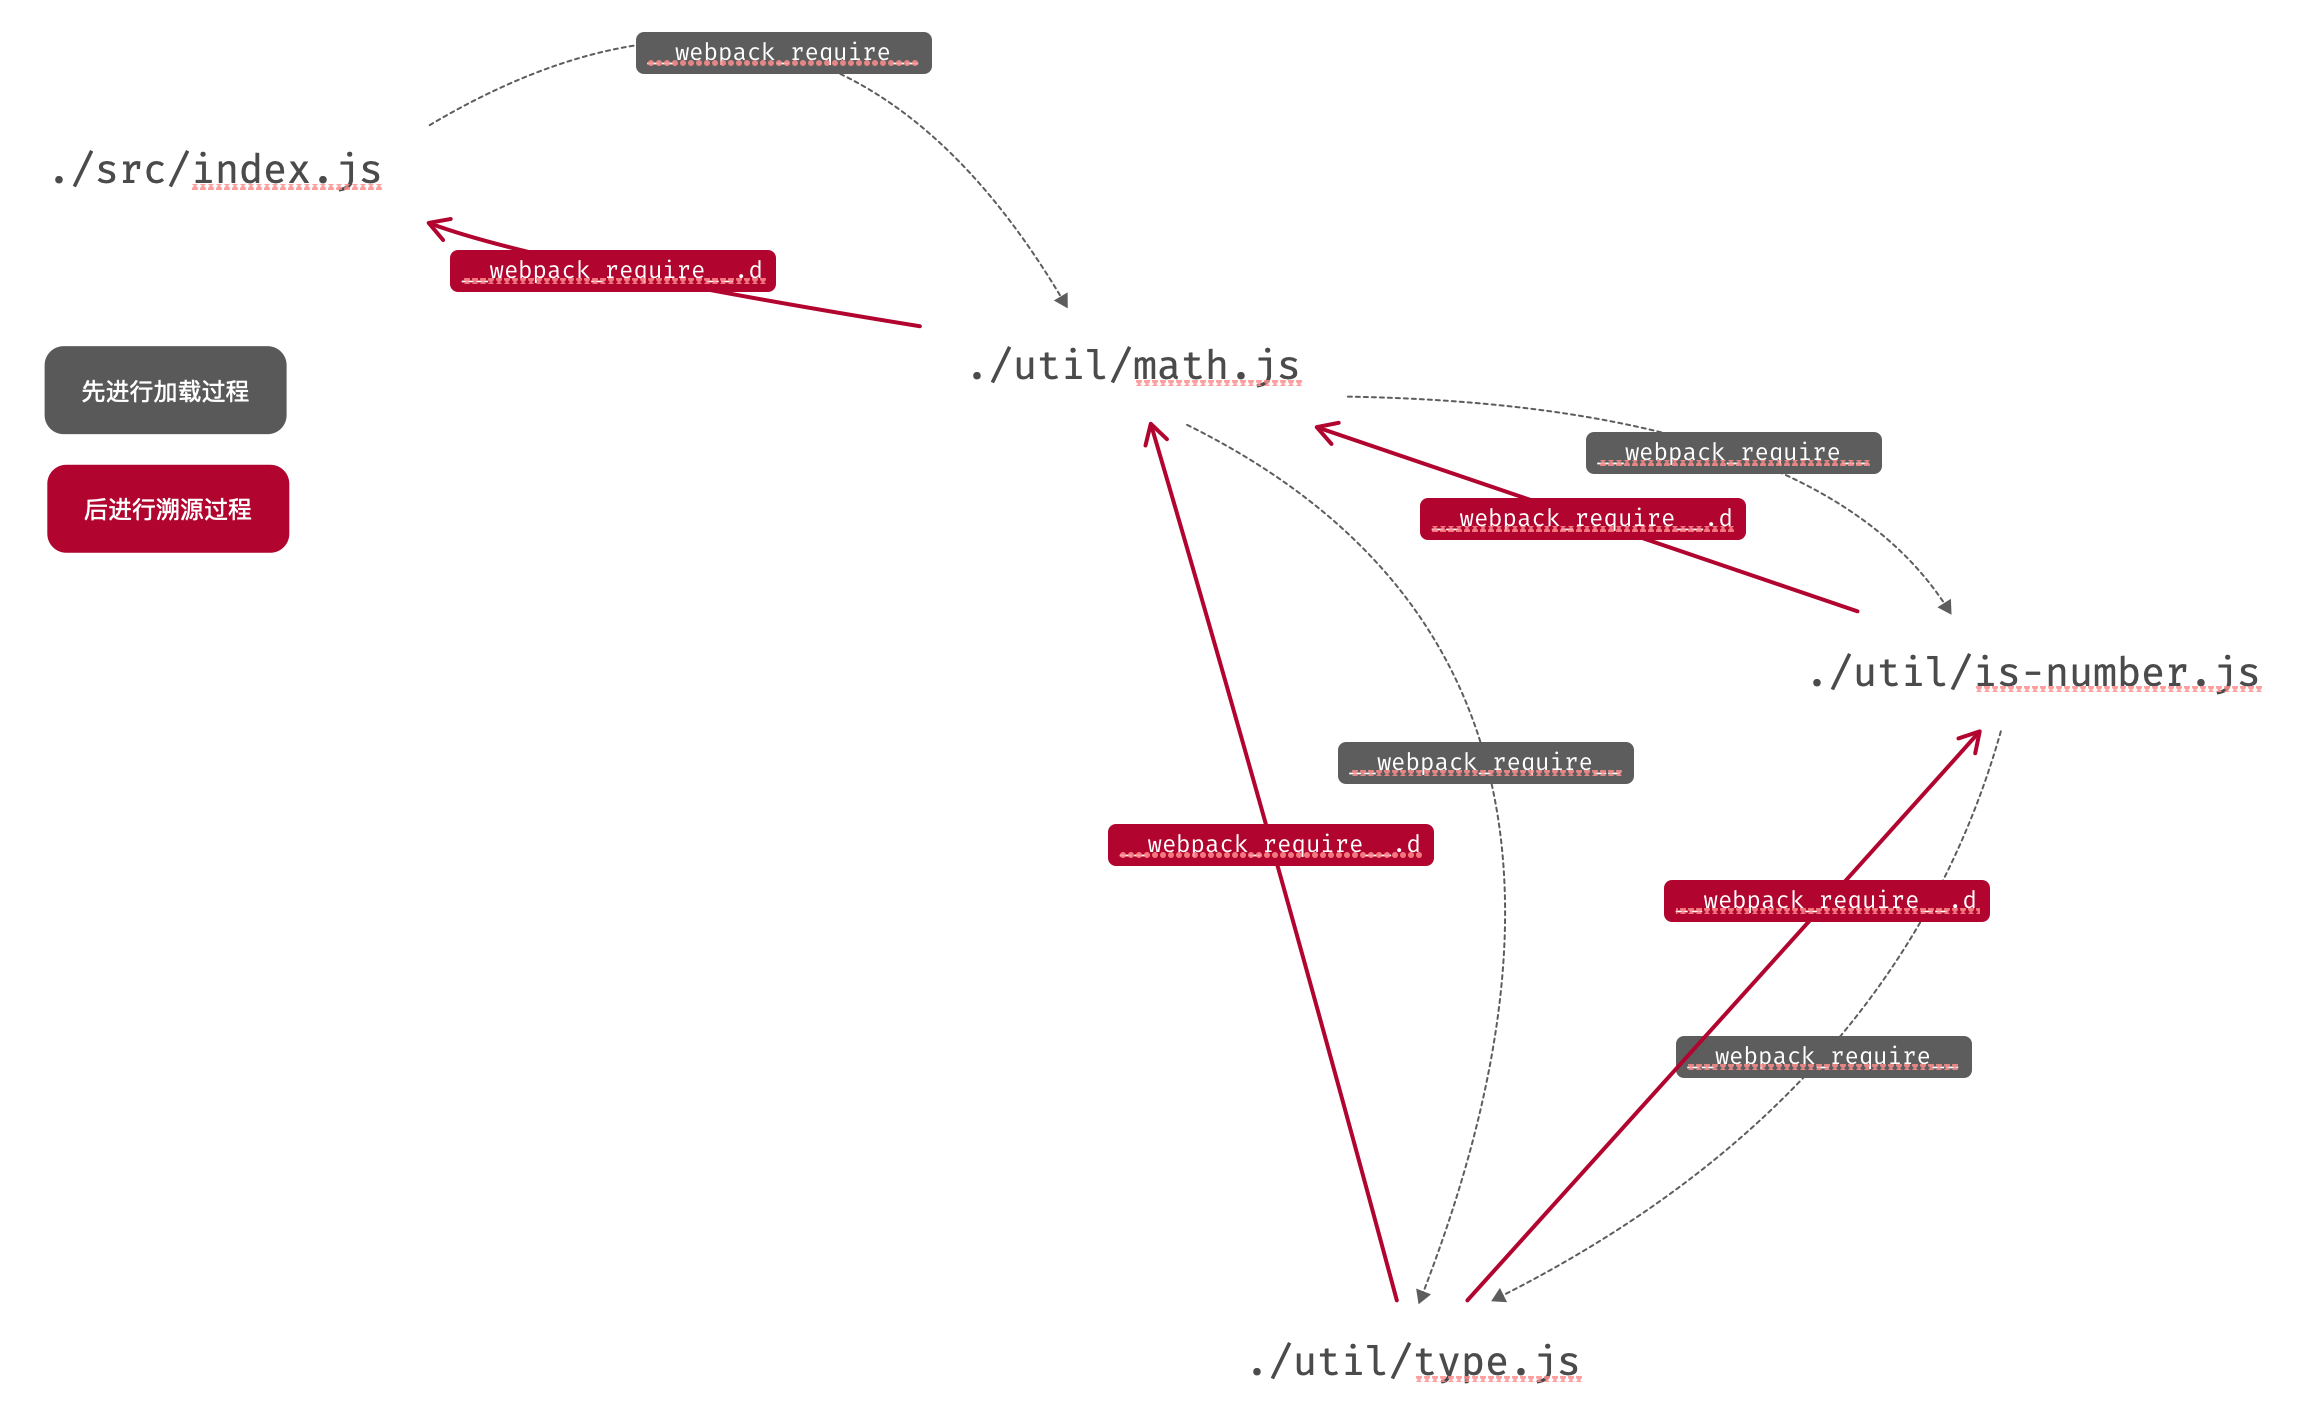 __webpack_require__
./src/index.js
__webpack_require__.d
./util/math.js
先进行加载过程
__webpack_require__
后进行溯源过程
__webpack_require__.d
./util/is-number.js
__webpack_require__
__webpack_require__.d
__webpack_require__.d
__webpack_require__
./util/type.js